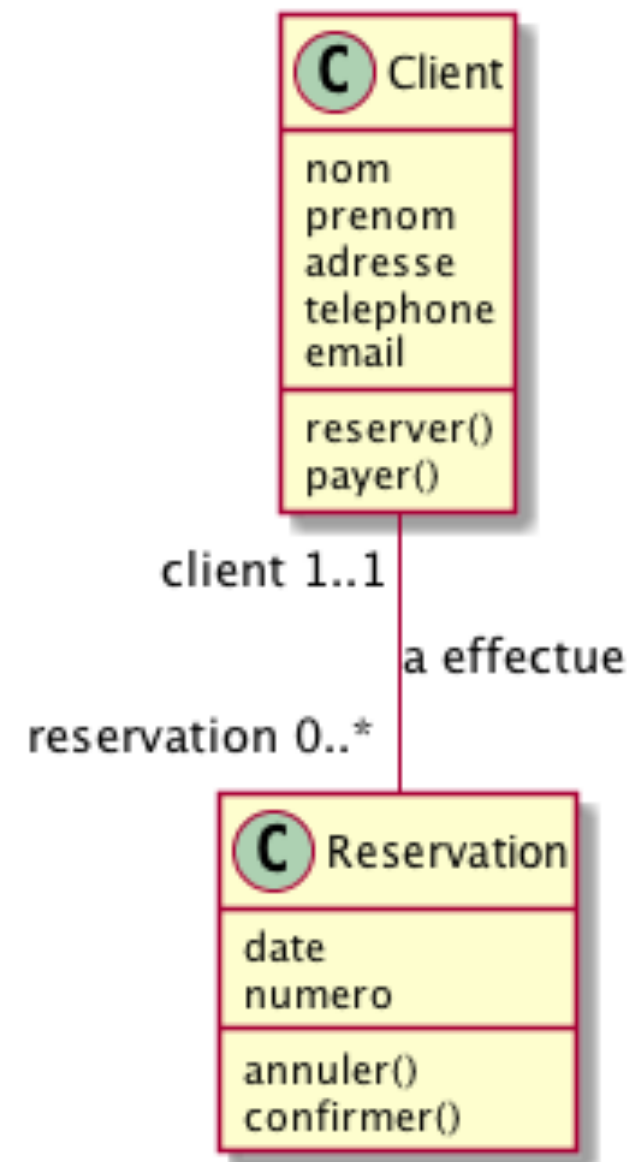 C Client
nom
prenom
adresse
telephone
email
reserver()
payer()
client 1..1
a effectue
reservation 0..*
C Reservation
date
numero
annuler()
confirmer()